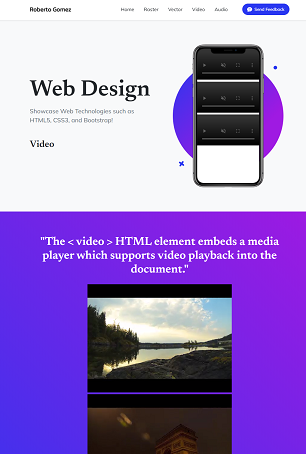 Roberto Gomez
Home Roster Vector Video Audio
Send Feedback
Web Design
Showcase Web Technologies such as
HTML5, CSS3, and Bootstrap!
Video
"The < video > HTML element embeds a media
player which supports video playback into the
document."